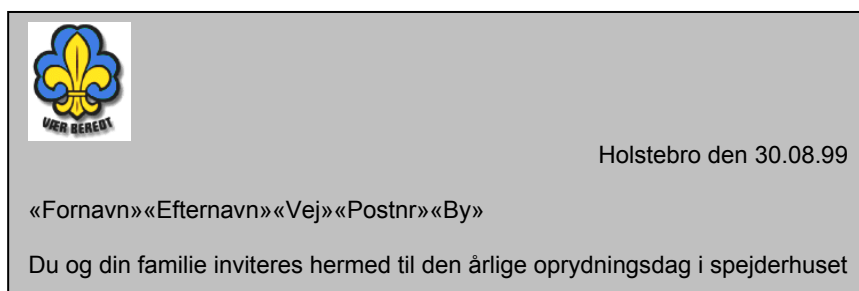 VÆR BEREDT
Holstebro den 30.08.99
«Fornavn»«Efternavn»«Vej»«Postnr»«By»
Du og din familie inviteres hermed til den årlige oprydningsdag i spejderhuset